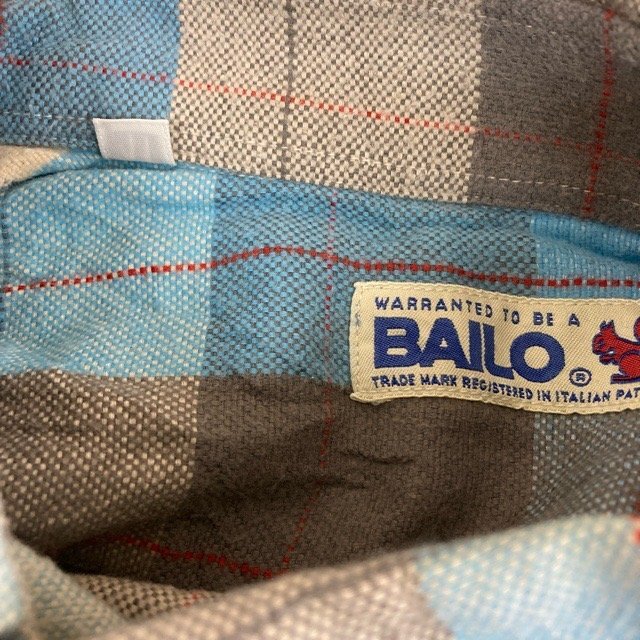 WARRANTED TO BE A
BAILO ®
TRADE MARK REGISTERED IN ITALIAN PAT